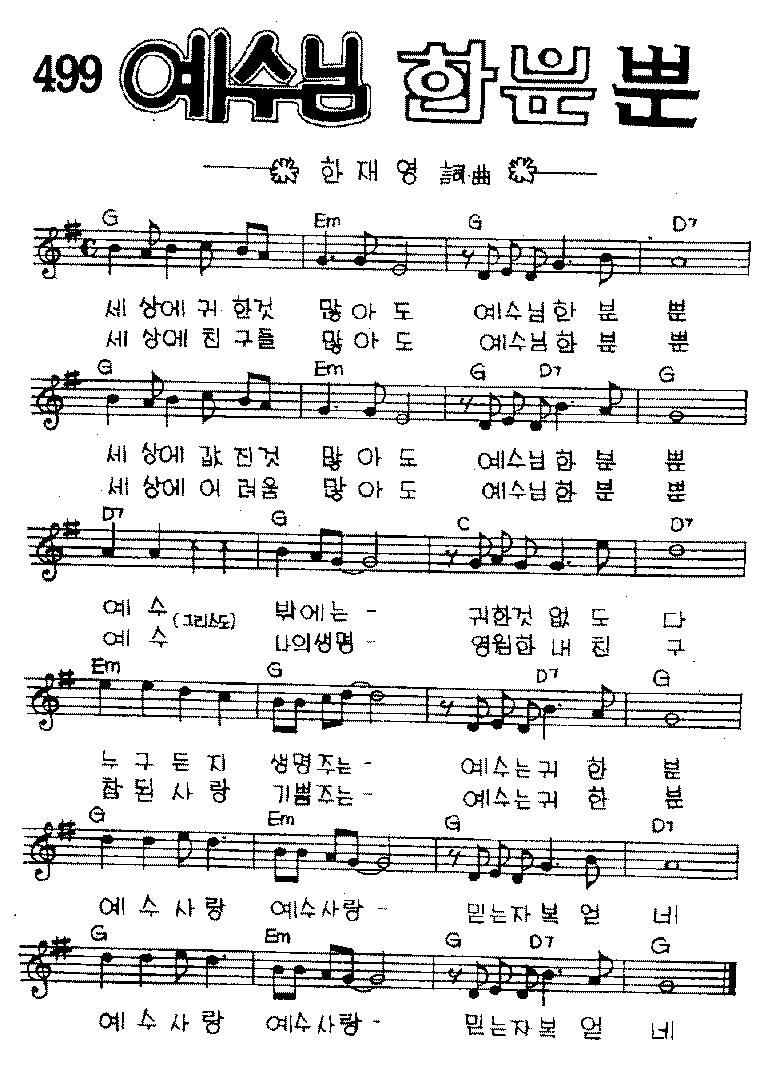 499 예수님 한분뿐
한재영 詞曲
G Em G D7
세 상에 귀 한것 많 아 도 예수님한 분 뿐
세 상에 친 구들 많 아 도 예수님한 분 뿐
G Em G D7 G
세 상에 값 진것 많 아 도 예수님한 분 뿐
세 상에 어 려움 많 아 도 예수님한 분 뿐
D7 G C D7
예 수 (그리스도) 밖에는 - 귀한것 없 도 다
예 수 나의생명 - 영원한 내 친 구
Em G D7 G
누 구 든 지 생명주는 - 예수는귀 한 분
참 된 사 랑 기쁨주는 - 예수는귀 한 분
G Em G D7
예 수 사 랑 예수사랑 - 믿는자복 얻 네
G Em G D7 G
예 수 사 랑 예수사랑 - 믿는자복 얻 네